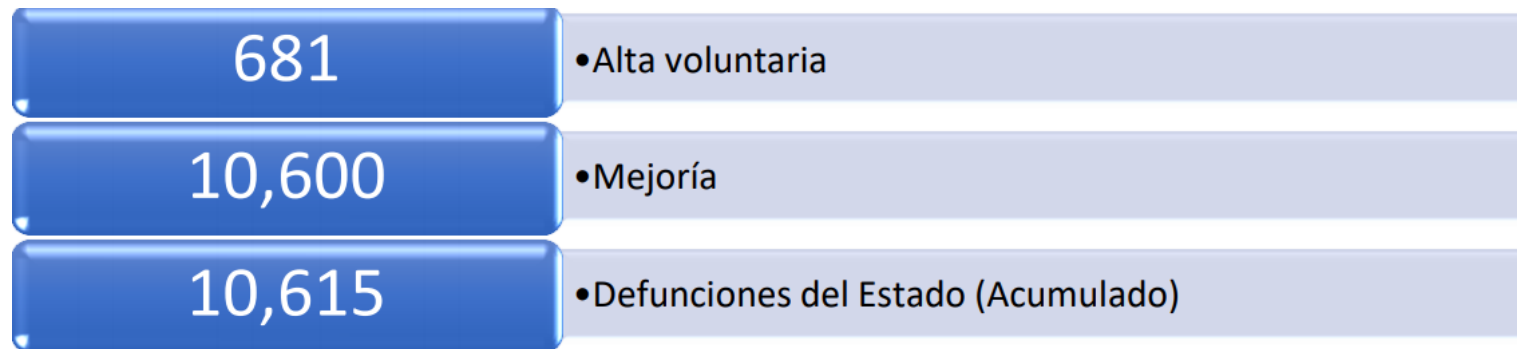 681
•Alta voluntaria
10,600
•Mejoría
10,615
•Defunciones del Estado (Acumulado)